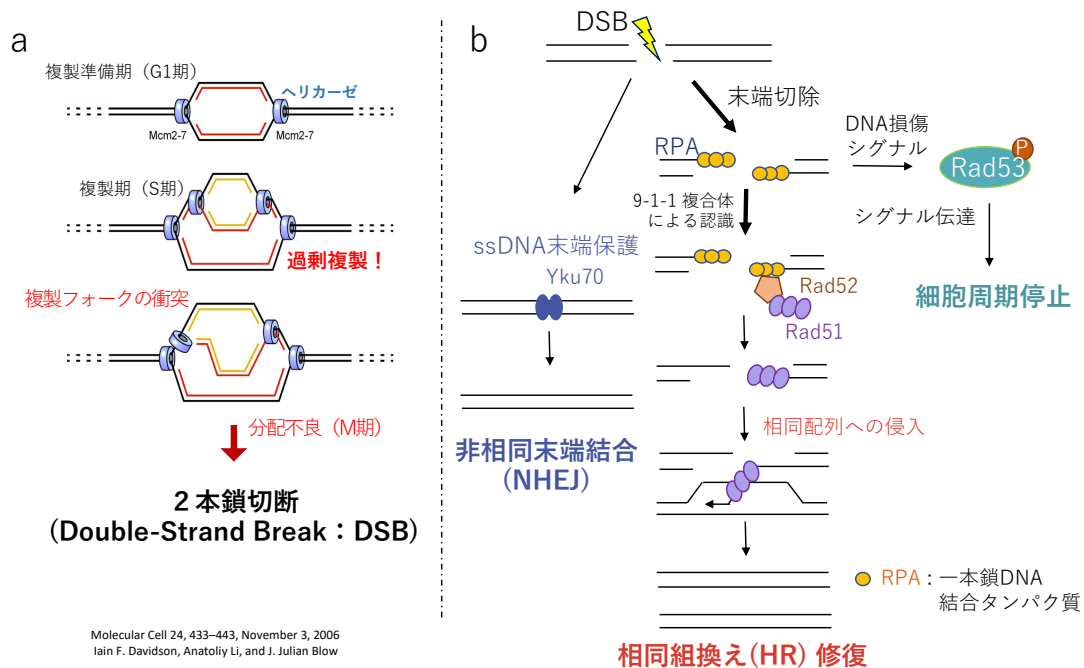 a
複製準備期（G1期）
ヘリカーゼ
Mcm2-7
Mcm2-7
複製期（S期）
過剰複製！
複製フォークの衝突
分配不良（M期）
２本鎖切断
(Double-Strand Break：DSB)
Molecular Cell 24, 433–443, November 3, 2006
Iain F. Davidson, Anatoliy Li, and J. Julian Blow
b
DSB
末端切除
RPA
DNA損傷
シグナル
P
Rad53
9-1-1 複合体
による認識
シグナル伝達
ssDNA末端保護
Yku70
Rad52
Rad51
細胞周期停止
相同配列への侵入
非相同末端結合
(NHEJ)
RPA：一本鎖DNA
結合タンパク質
相同組換え(HR) 修復